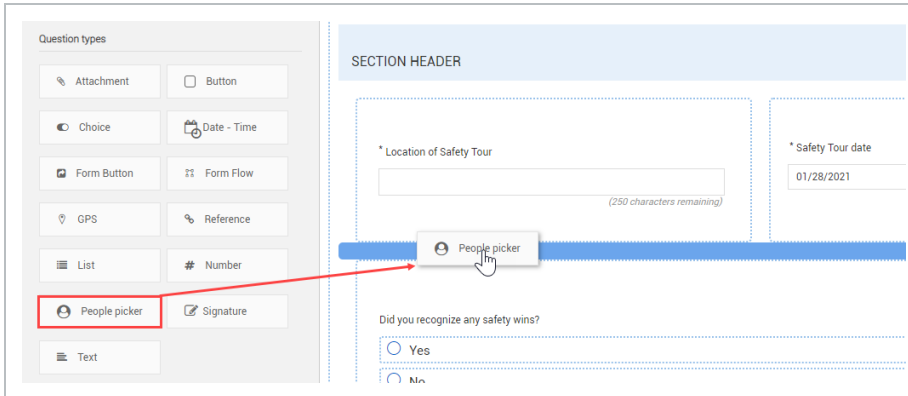 Question types
Attachment
Button
Choice
Date - Time
Form Button
Form Flow
GPS
Reference
List
Number
People picker
Signature
Text
SECTION HEADER
* Location of Safety Tour
(250 characters remaining)
* Safety Tour date
01/28/2021
People picker
Did you recognize any safety wins?
Yes
No